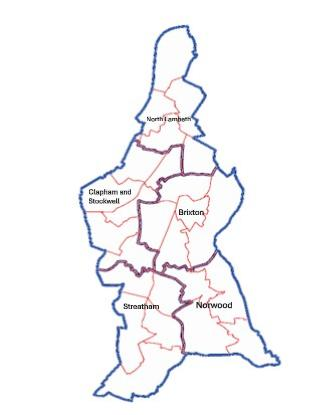 North Lambeth
Clapham and
Stockwell
Brixton
Streatham
Norwood